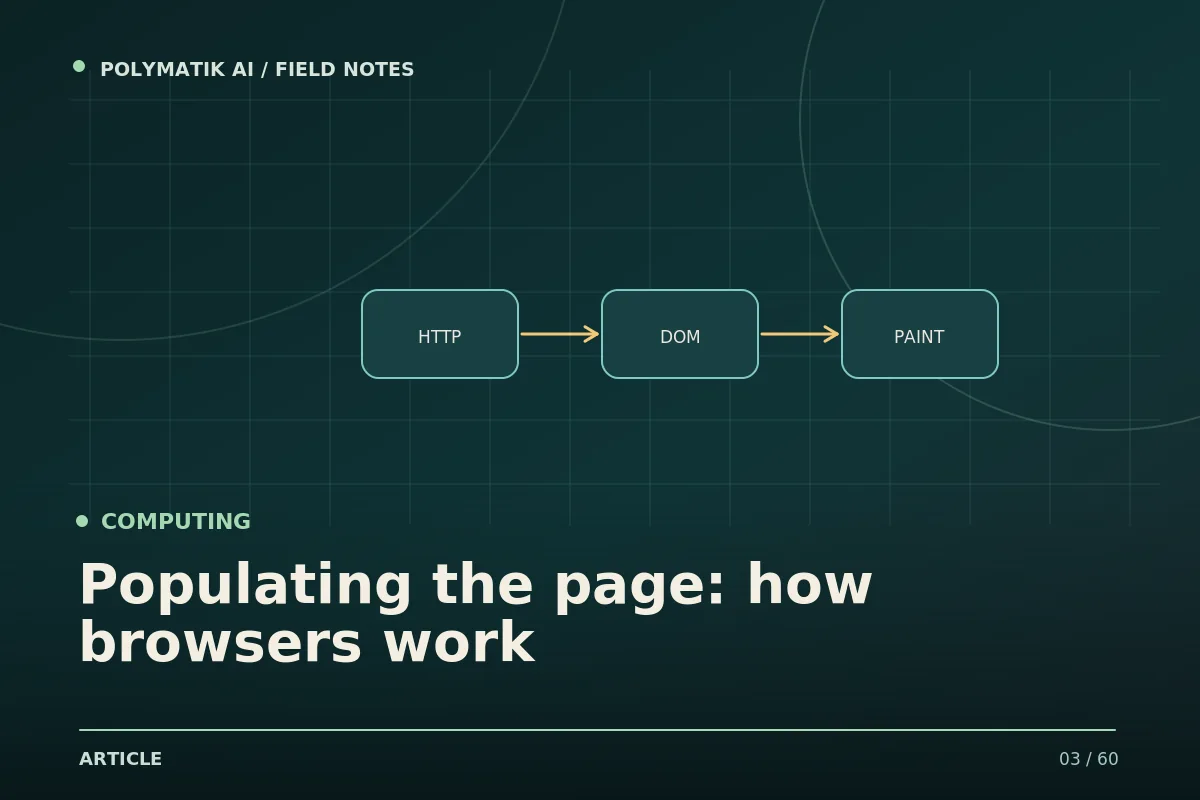 POLYMATIK AI / FIELD NOTES
HTTP
DOM
PAINT
COMPUTING
Populating the page: how
browsers work
ARTICLE
03 / 60